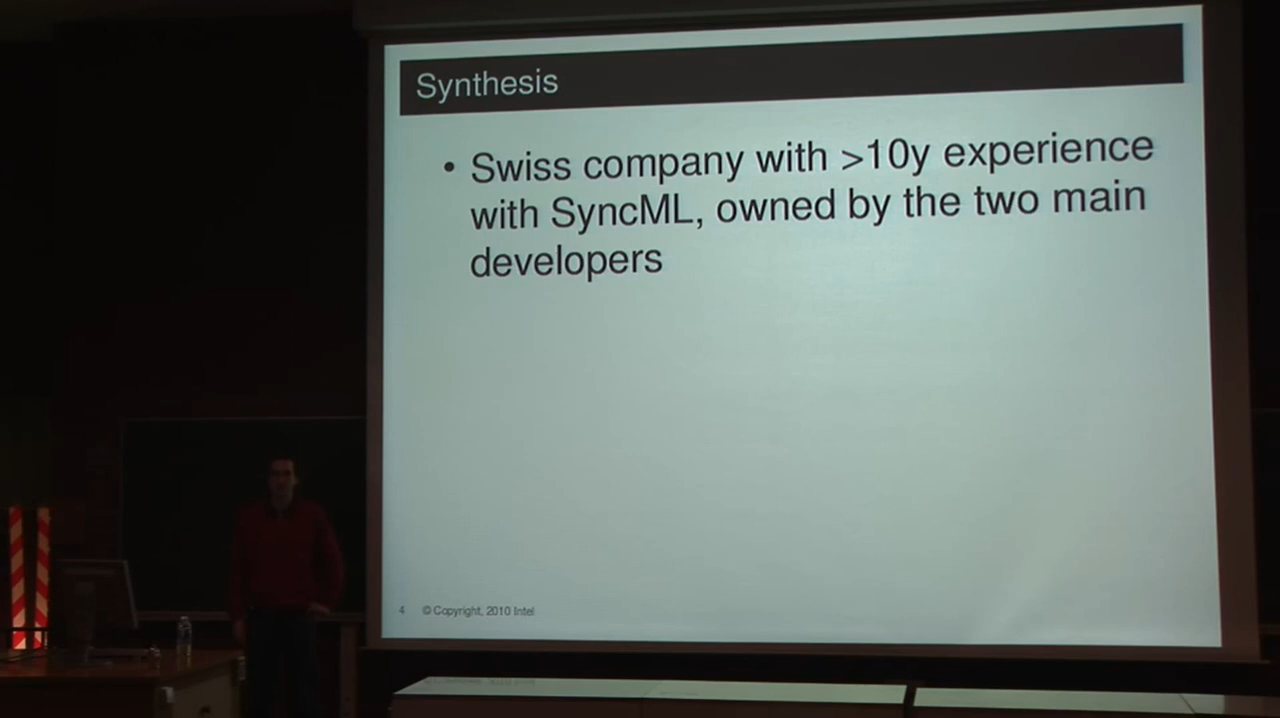 Synthesis
• Swiss company with >10y experience
with SyncML, owned by the two main
developers
4 © Copyright, 2010 Intel